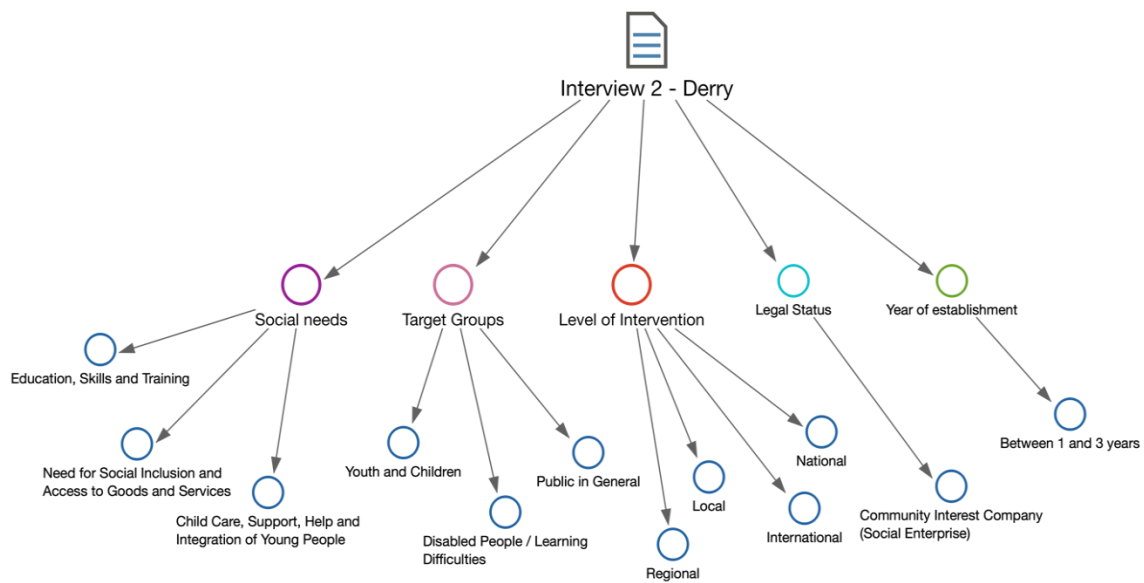 Interview 2 - Derry
Social needs
Target Groups
Level of Intervention
Legal Status
Year of establishment
Education, Skills and Training
Need for Social Inclusion and
Access to Goods and Services
Child Care, Support, Help and
Integration of Young People
Youth and Children
Disabled People / Learning
Difficulties
Public in General
Regional
Local
International
National
Community Interest Company
(Social Enterprise)
Between 1 and 3 years